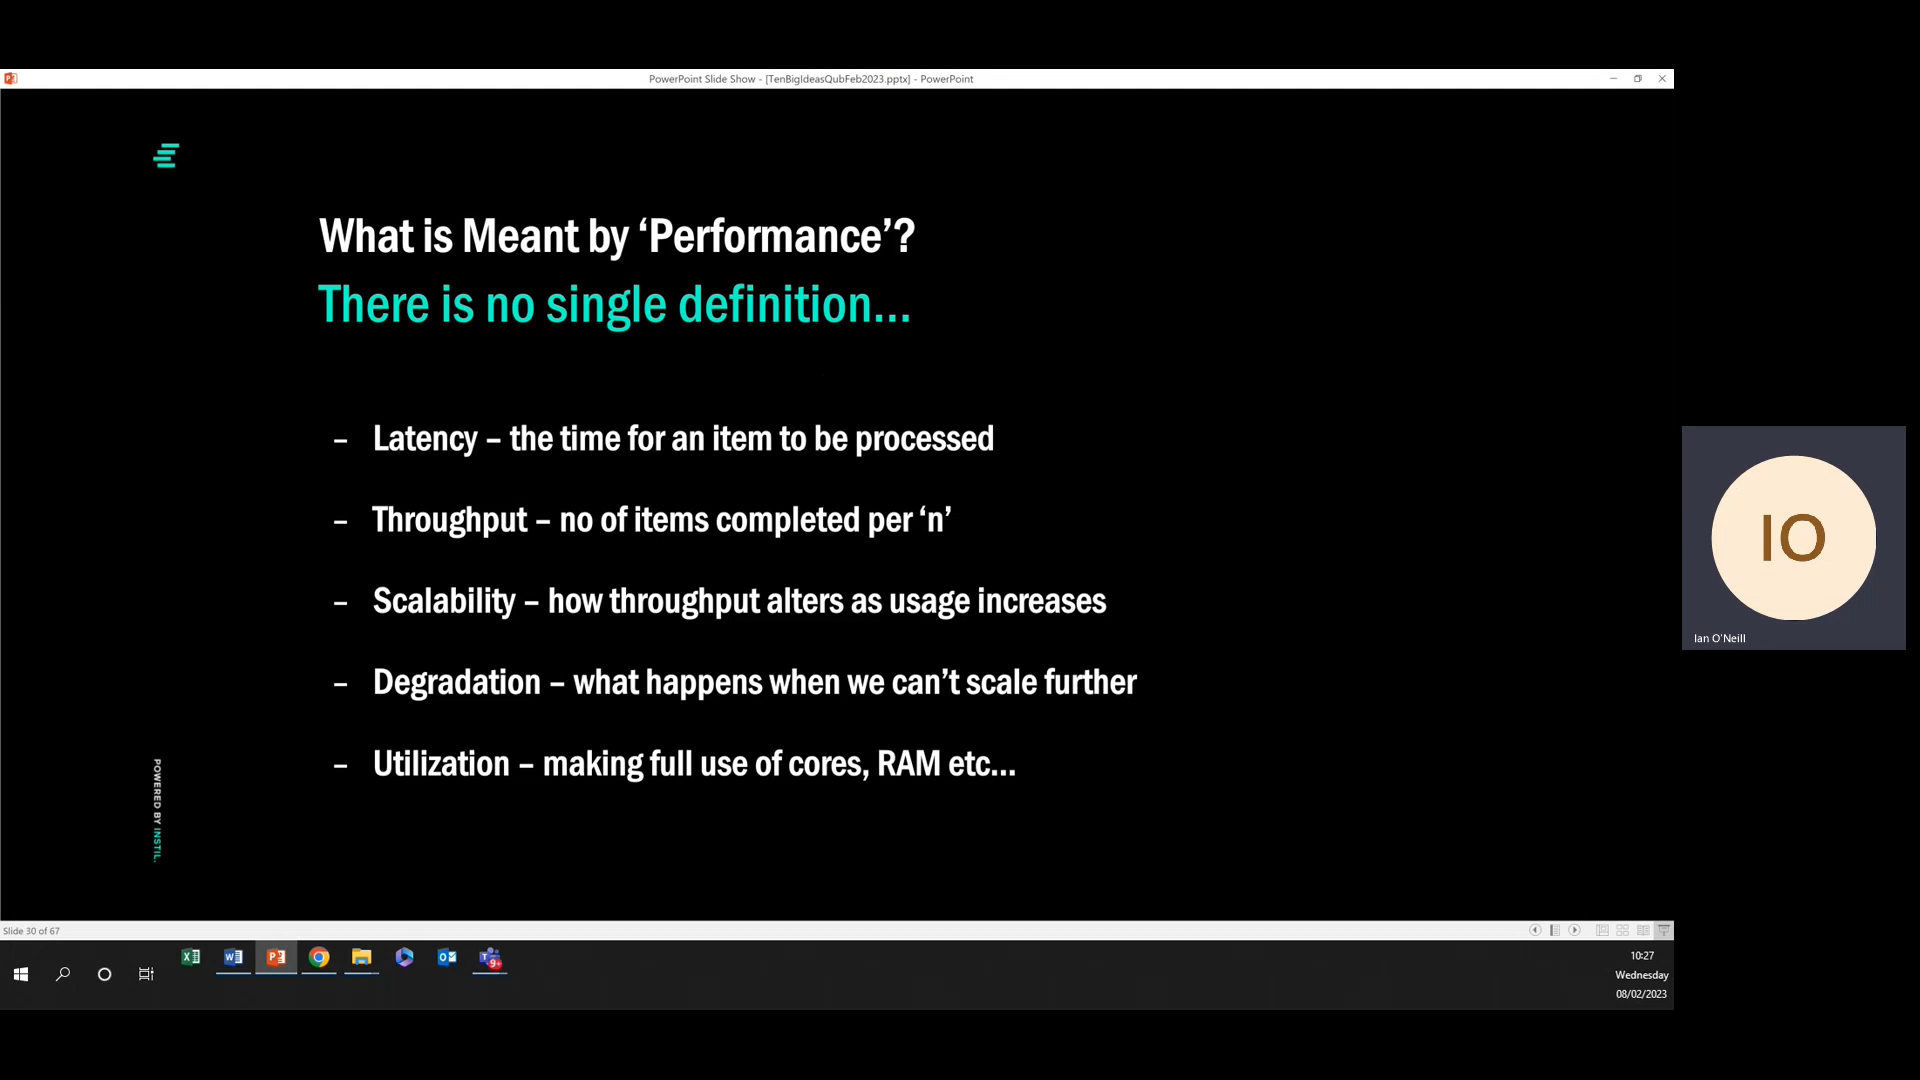 PowerPoint Slide Show - [TenBigIdeasQubFeb2023.pptx] - PowerPoint
What is Meant by ‘Performance’?
There is no single definition...
– Latency – the time for an item to be processed
– Throughput – no of items completed per ‘n’
– Scalability – how throughput alters as usage increases
– Degradation – what happens when we can’t scale further
– Utilization – making full use of cores, RAM etc...
POWERED BY INSTIL.
IO
Ian O'Neill
Slide 30 of 67
9+
10:27
Wednesday
08/02/2023